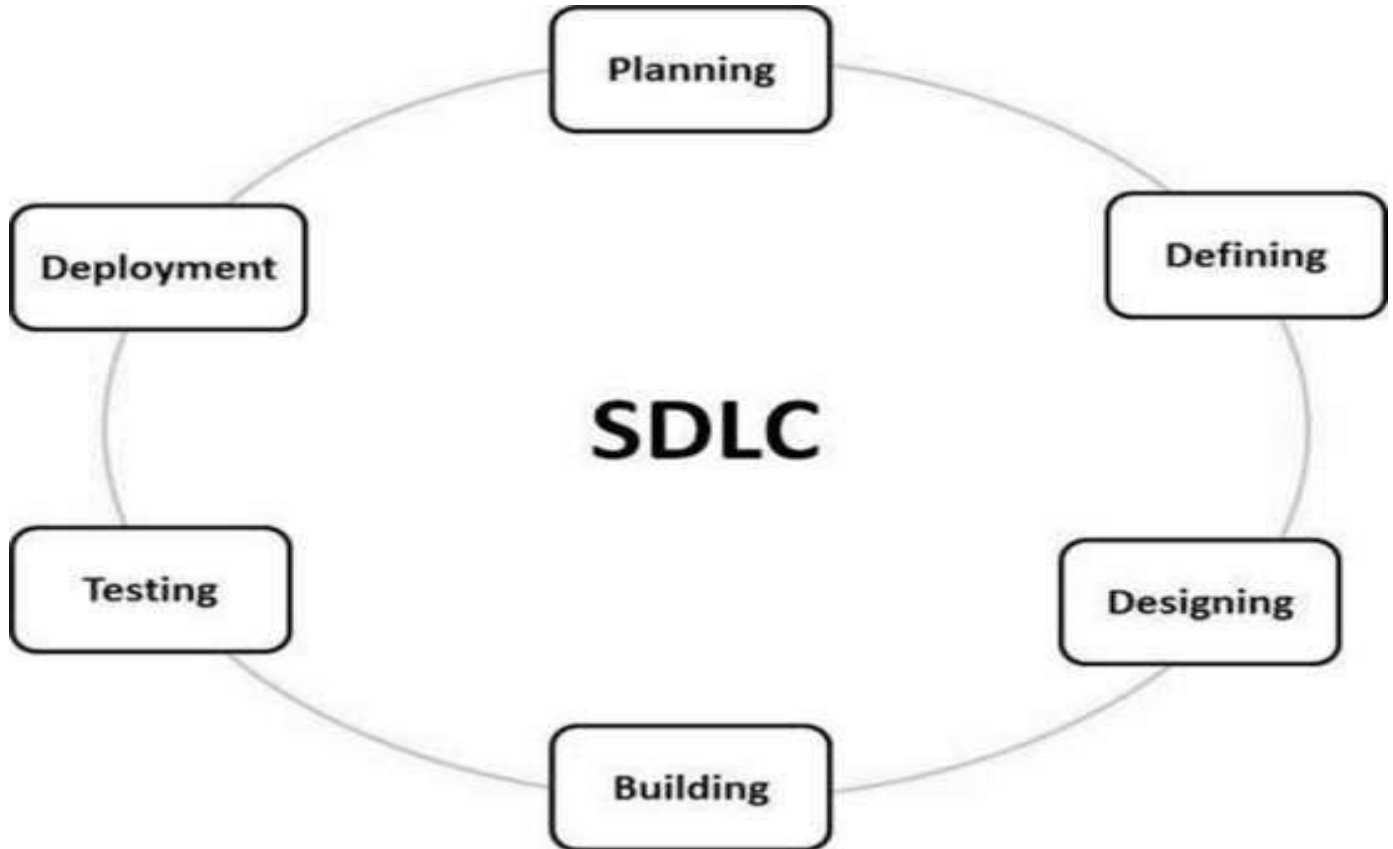 Planning
Defining
Deployment
SDLC
Designing
Testing
Building